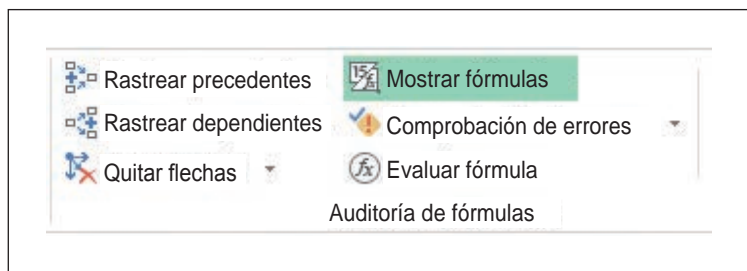 Rastrear precedentes
Mostrar fórmulas
Rastrear dependientes
Comprobación de errores
Quitar flechas
Evaluar fórmula
Auditoría de fórmulas